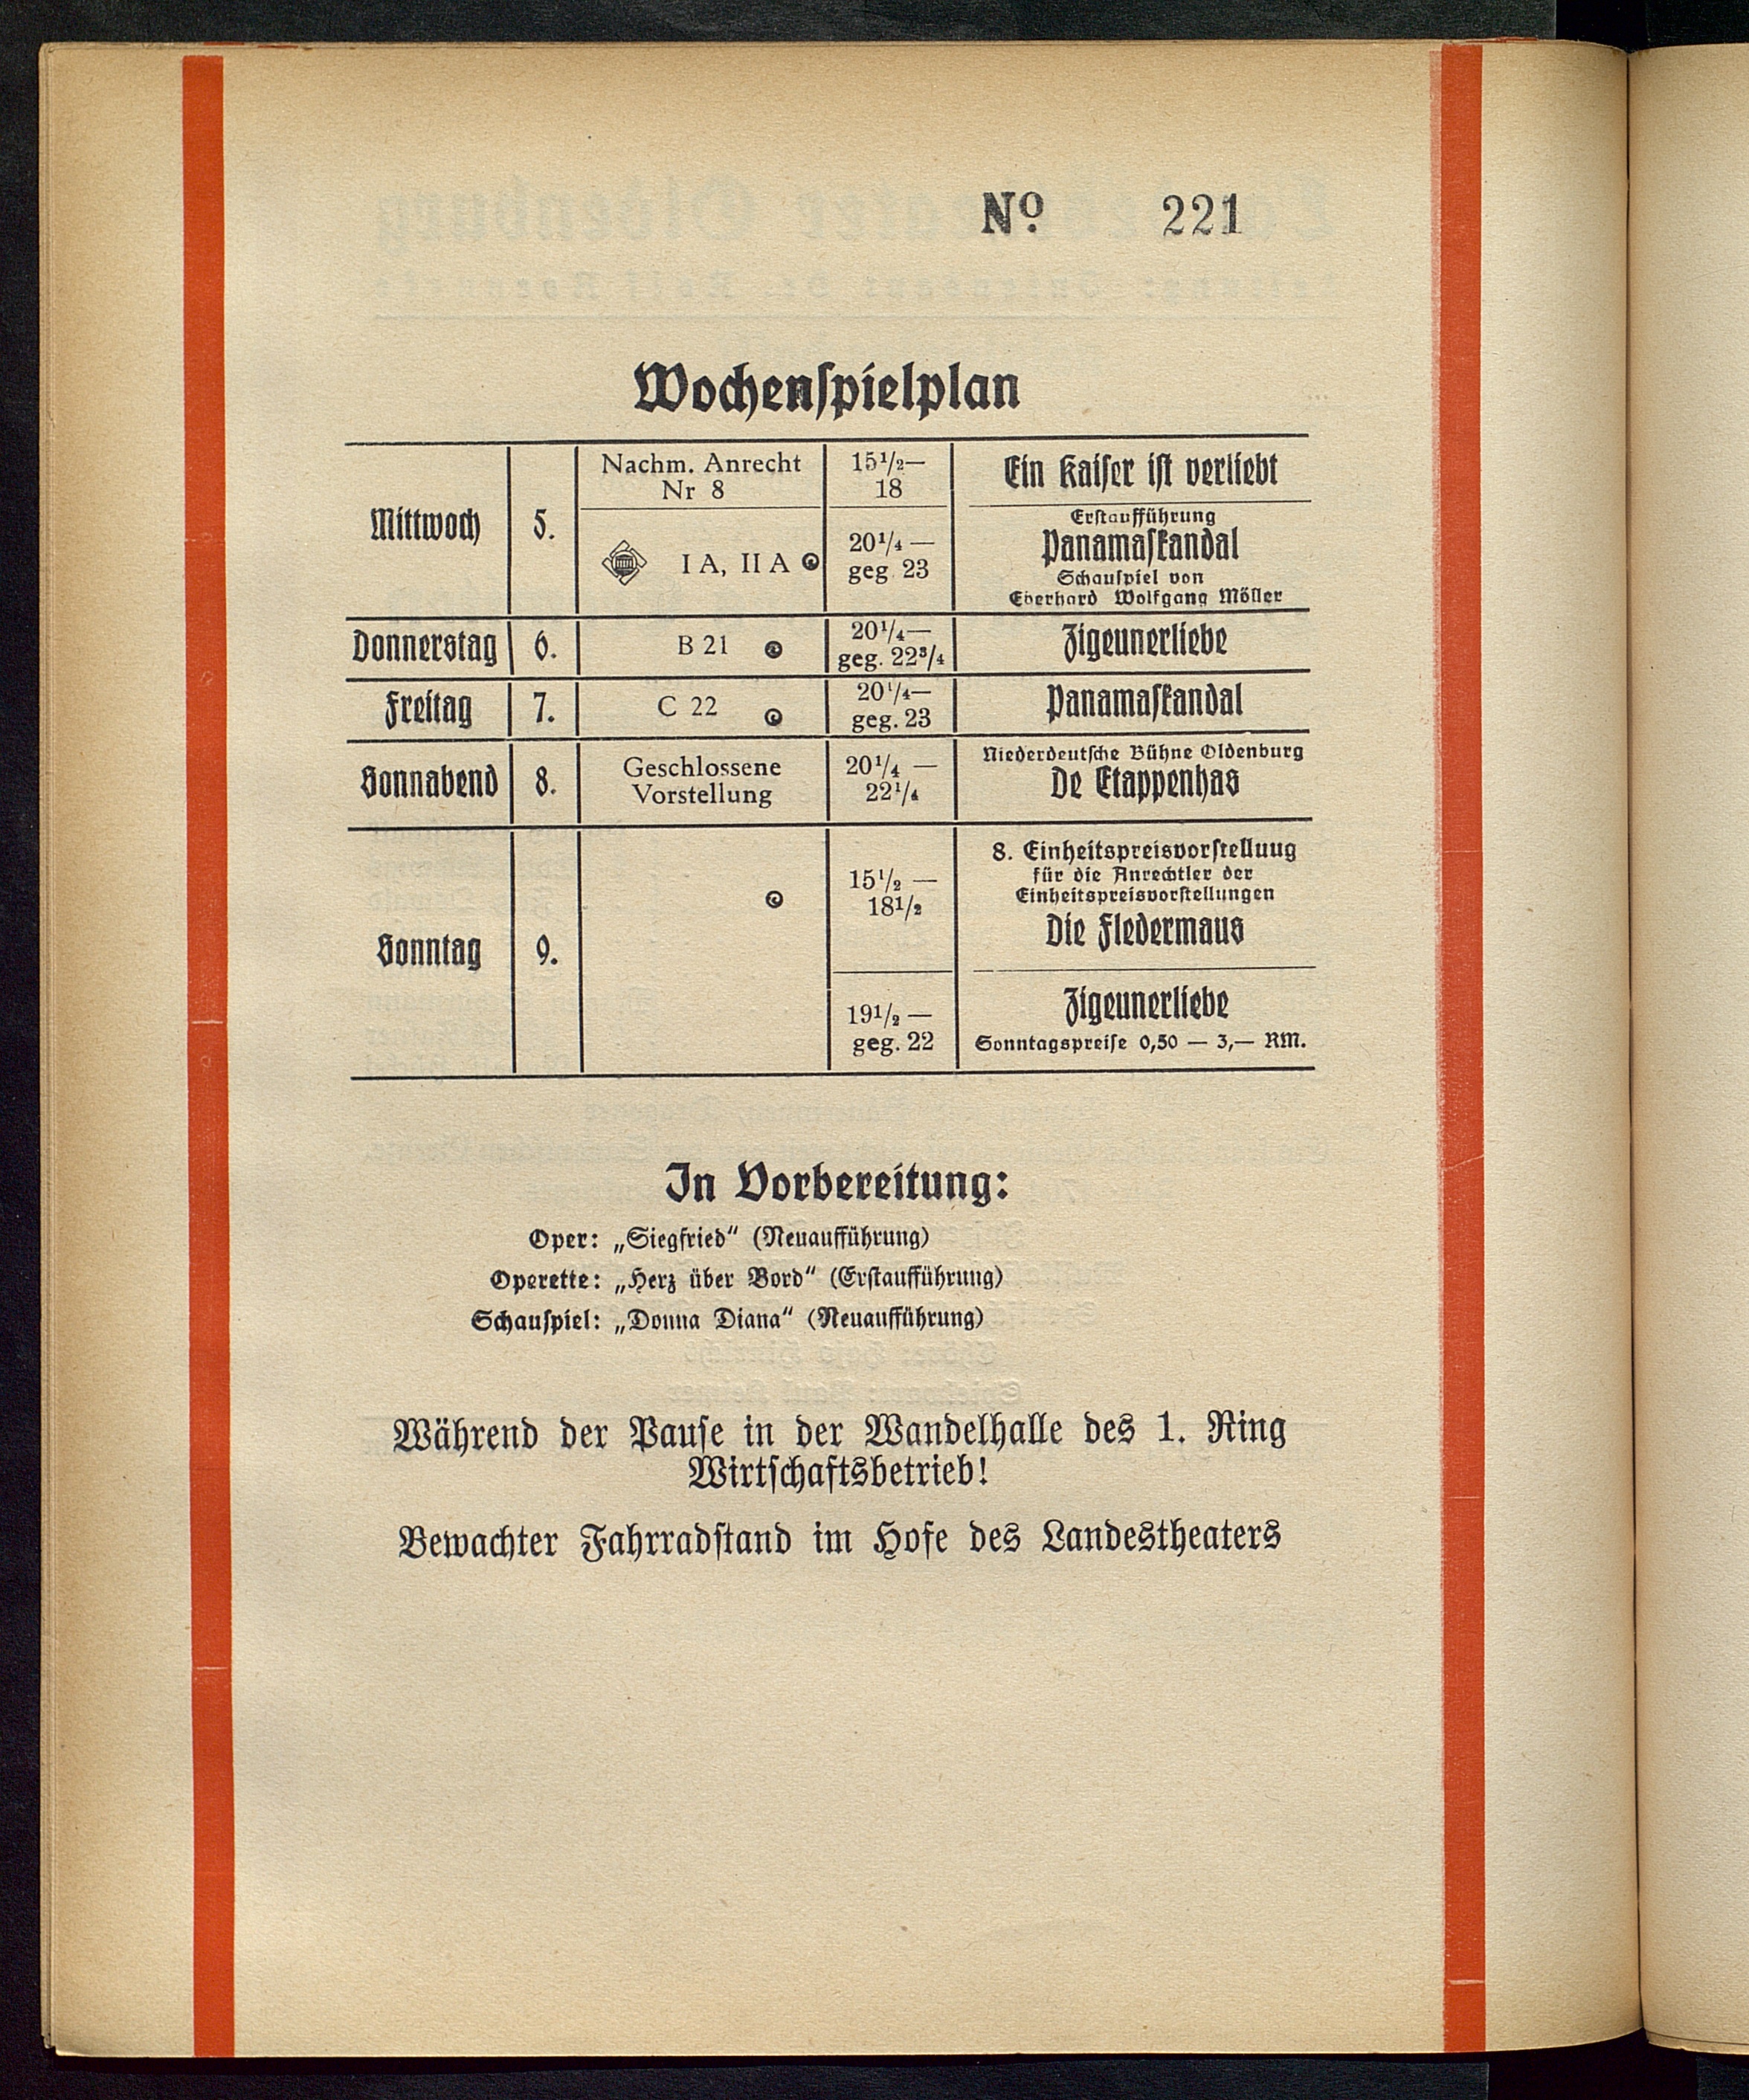 Nº 221
Wochenspielplan
Mittwoch 5.
Nachm. Anrecht
Nr 8
15¹/₂—
18
Ein Kaiser ist verliebt
I A, II A
20¹/₄ —
geg. 23
Erstaufführung
Panamaskandal
Schauspiel von
Eberhard Wolfgang Möller
Donnerstag 6.
B 21
20¹/₄—
geg. 22³/₄
Zigeunerliebe
Freitag 7.
C 22
20¹/₄—
geg. 23
Panamaskandal
Sonnabend 8.
Geschlossene
Vorstellung
20¹/₄ —
22¹/₄
Niederdeutsche Bühne Oldenburg
De Etappenhas
Sonntag 9.
15¹/₂ —
18¹/₂
8. Einheitspreisvorstelluug
für die Anrechtler der
Einheitspreisvorstellungen
Die Fledermaus
19¹/₂ —
geg. 22
Zigeunerliebe
Sonntagspreise 0,50 — 3,— RM.
In Vorbereitung:
Oper: „Siegfried“ (Neuaufführung)
Operette: „Herz über Bord“ (Erstaufführung)
Schauspiel: „Donna Diana“ (Neuaufführung)
Während der Pause in der Wandelhalle des 1. Ring
Wirtschaftsbetrieb!
Bewachter Fahrradstand im Hofe des Landestheaters